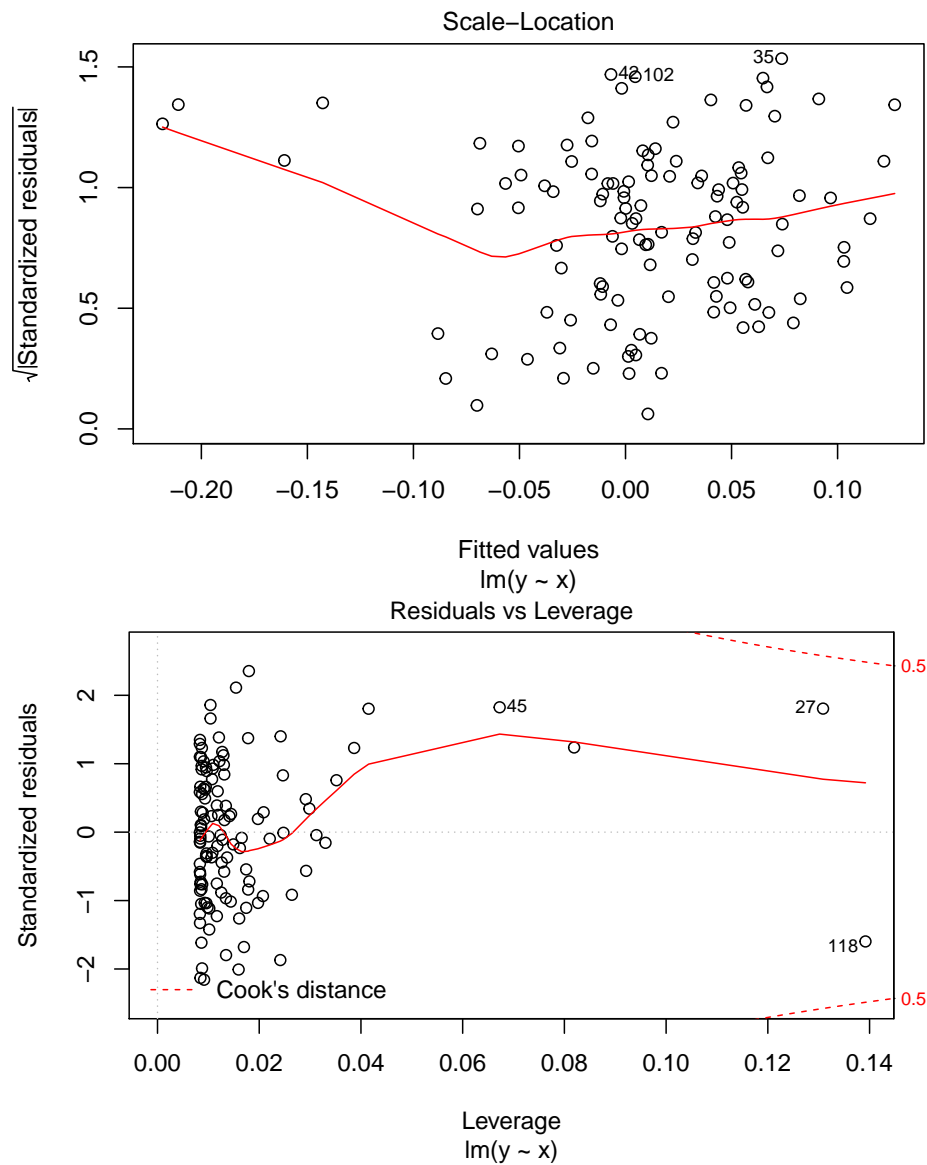 Scale−Location
√|Standardized residuals|
0.0 0.5 1.0 1.5
42
102
35
−0.20 −0.15 −0.10 −0.05 0.00 0.05 0.10
Fitted values
lm(y ~ x)
Residuals vs Leverage
Standardized residuals
−2 −1 0 1 2
0.5
45
27
118
0.5
Cook's distance
0.00 0.02 0.04 0.06 0.08 0.10 0.12 0.14
Leverage
lm(y ~ x)